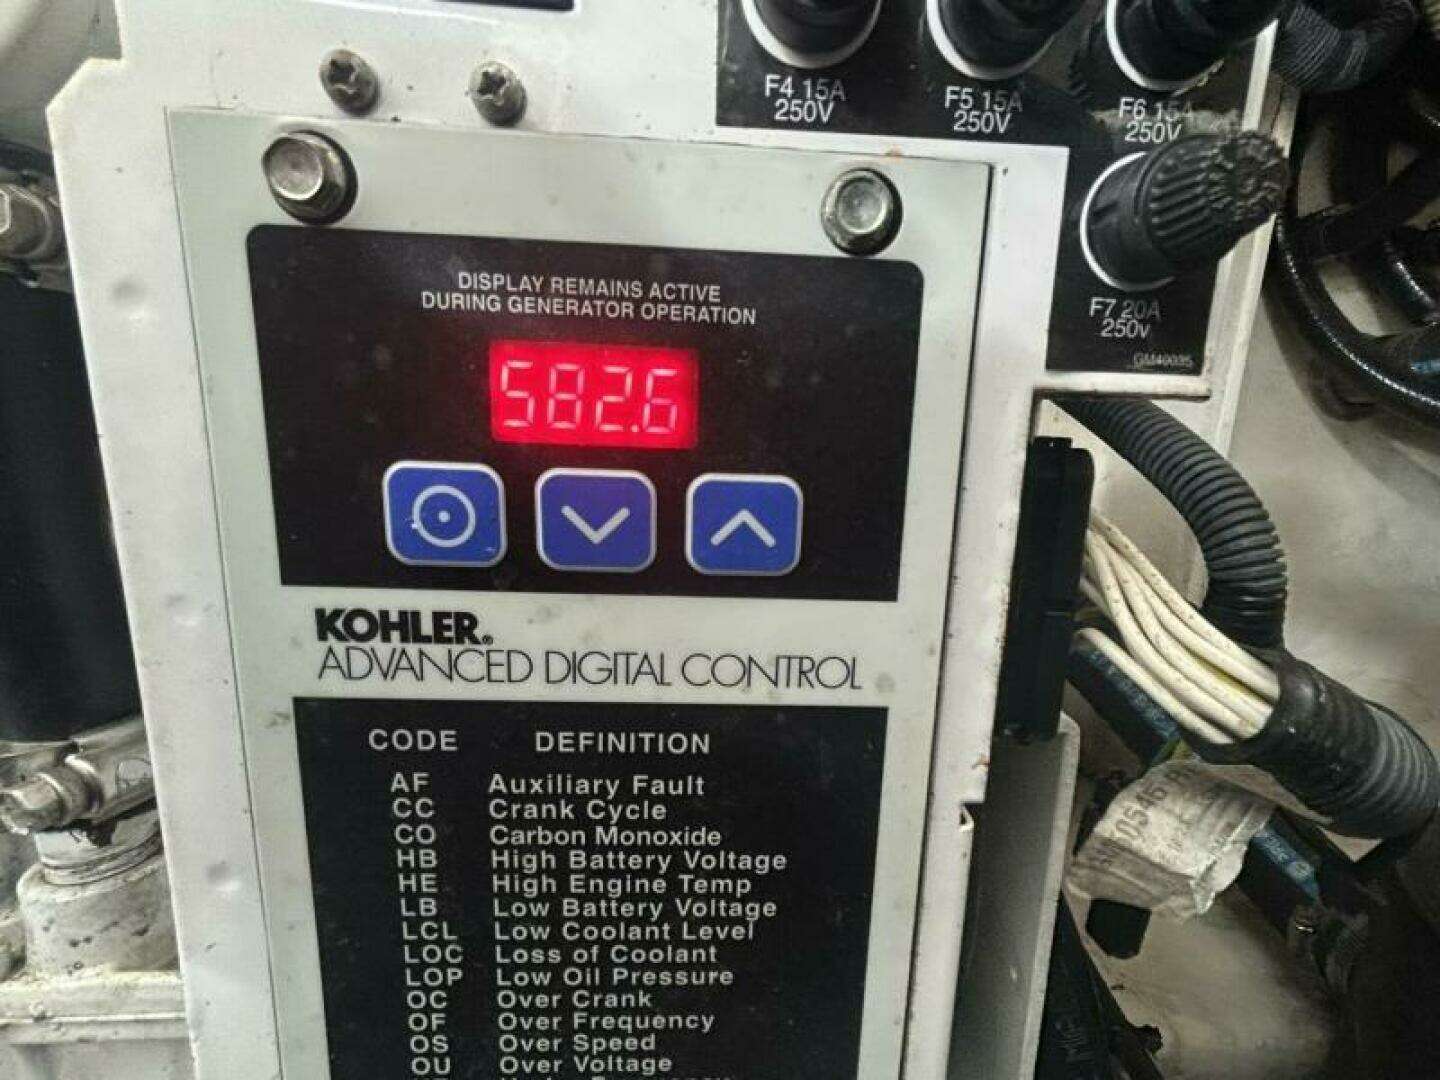 F4 15A
250V
F5 15A
250V
F6 15A
250V
F7 20A
250v
DISPLAY REMAINS ACTIVE
DURING GENERATOR OPERATION
582.6
KOHLER®
ADVANCED DIGITAL CONTROL
CODE DEFINITION
AF Auxiliary Fault
CC Crank Cycle
CO Carbon Monoxide
HB High Battery Voltage
HE High Engine Temp
LB Low Battery Voltage
LCL Low Coolant Level
LOC Loss of Coolant
LOP Low Oil Pressure
OC Over Crank
OF Over Frequency
OS Over Speed
OU Over Voltage